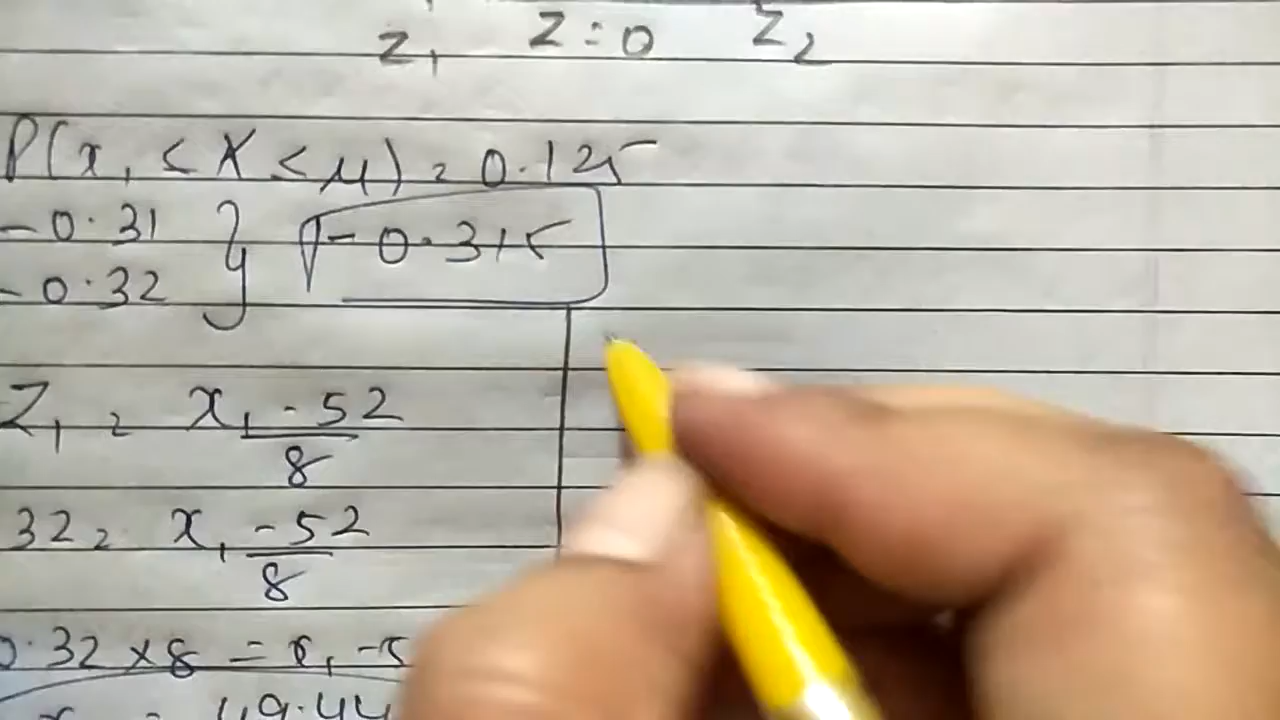 z₁ z = 0 z₂
P(x₁ ≤ X ≤ μ) = 0.125
-0.31 } -0.315
-0.32
Z₁ = x₁ - 52
8
32 = x₁ - 52
8
0.32 × 8 = x₁ - 5
x = 49.44